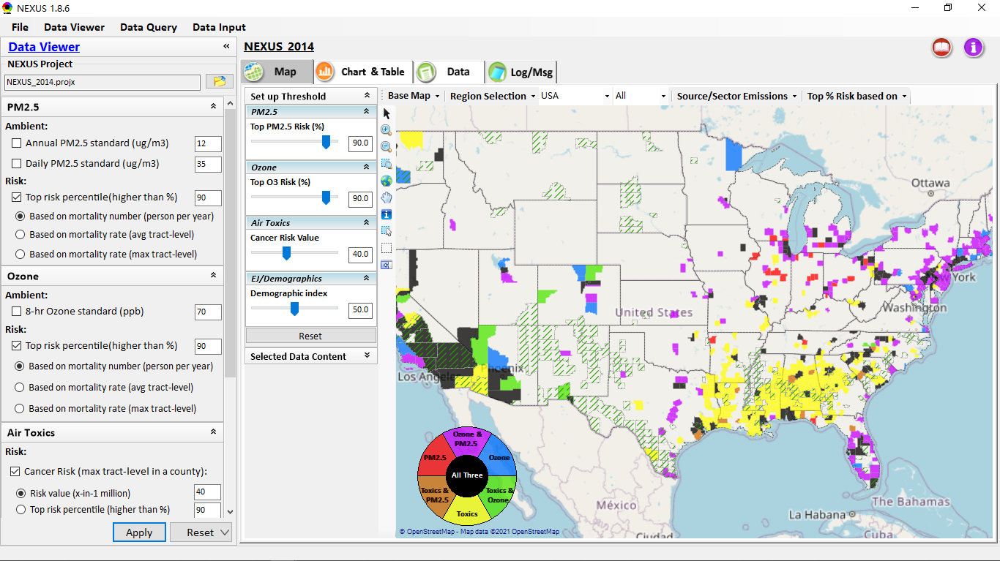 NEXUS 1.8.6
File Data Viewer Data Query Data Input
Data Viewer «
NEXUS Project
NEXUS_2014.projx
PM2.5
Ambient:
Annual PM2.5 standard (ug/m3) 12
Daily PM2.5 standard (ug/m3) 35
Risk:
Top risk percentile(higher than %) 90
Based on mortality number (person per year)
Based on mortality rate (avg tract-level)
Based on mortality rate (max tract-level)
Ozone
Ambient:
8-hr Ozone standard (ppb) 70
Risk:
Top risk percentile(higher than %) 90
Based on mortality number (person per year)
Based on mortality rate (avg tract-level)
Based on mortality rate (max tract-level)
Air Toxics
Risk:
Cancer Risk (max tract-level in a county):
Risk value (x-in-1 million) 40
Top risk percentile (higher than %) 90
Apply Reset
NEXUS_2014
Map Chart & Table Data Log/Msg
Set up Threshold
PM2.5
Top PM2.5 Risk (%)
90.0
Ozone
Top O3 Risk (%)
90.0
Air Toxics
Cancer Risk Value
40.0
EJ/Demographics
Demographic index
50.0
Reset
Selected Data Content
Base Map Region Selection USA All Source/Sector Emissions Top % Risk based on
Ottawa
New York
Washington
United States
Phoenix
Los Angeles
México
The Bahamas
La Habana
Cuba
Ciudad
Ozone &
PM2.5
PM2.5
Ozone
All Three
Toxics &
PM2.5
Toxics &
Ozone
Toxics
© OpenStreetMap - Map data ©2021 OpenStreetMap